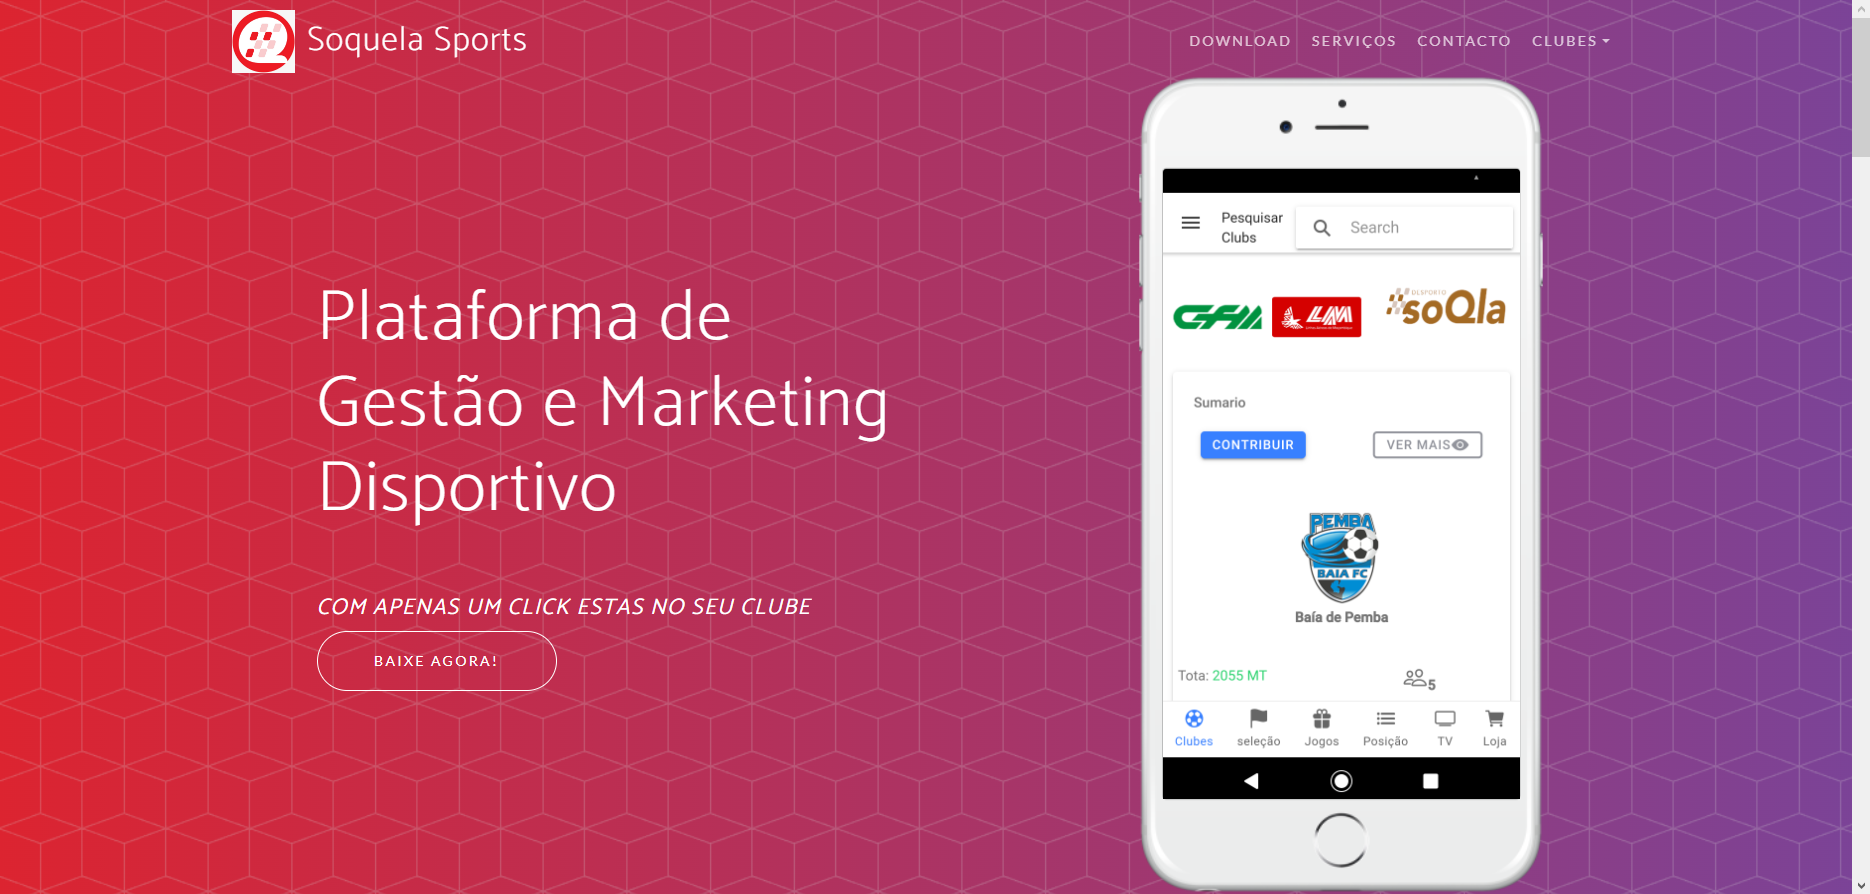 Soquela Sports
DOWNLOAD SERVIÇOS CONTACTO CLUBES
Plataforma de
Gestão e Marketing
Disportivo
COM APENAS UM CLICK ESTAS NO SEU CLUBE
BAIXE AGORA!
Pesquisar
Clubs
Search
CFM
LAM
DESPORTO
soQla
Sumario
CONTRIBUIR
VER MAIS
PEMBA
BAIA FC
Baía de Pemba
Tota: 2055 MT
5
Clubes seleção Jogos Posição TV Loja